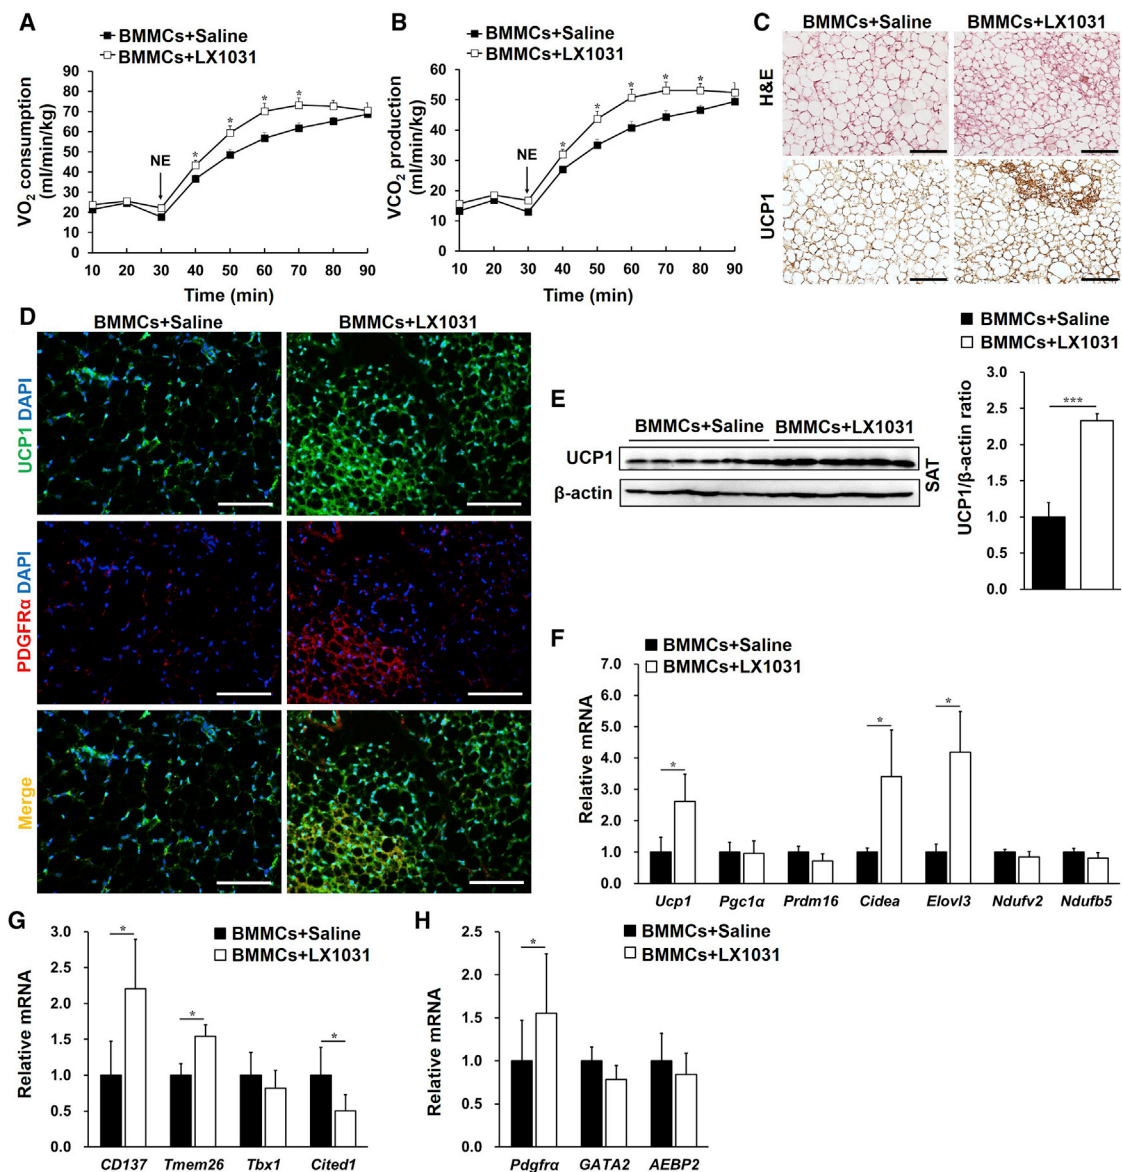 A
BMMCs+Saline
BMMCs+LX1031
VO2 consumption
(ml/min/kg)
90
80
70
60
50
40
30
20
10
0
NE
*
*
*
*
10 20 30 40 50 60 70 80 90
Time (min)
B
BMMCs+Saline
BMMCs+LX1031
VCO2 production
(ml/min/kg)
60
50
40
30
20
10
0
NE
*
*
*
*
*
10 20 30 40 50 60 70 80 90
Time (min)
C
BMMCs+Saline BMMCs+LX1031
H&E
UCP1
D
BMMCs+Saline BMMCs+LX1031
UCP1 DAPI
PDGFRα DAPI
Merge
E
BMMCs+Saline BMMCs+LX1031
UCP1
β-actin
SAT
BMMCs+Saline
BMMCs+LX1031
UCP1/β-actin ratio
3.0
2.5
2.0
1.5
1.0
0.5
0.0
***
F
BMMCs+Saline
BMMCs+LX1031
Relative mRNA
7.0
6.0
5.0
4.0
3.0
2.0
1.0
0.0
*
*
*
Ucp1 Pgc1α Prdm16 Cidea Elovl3 Ndufv2 Ndufb5
G
BMMCs+Saline
BMMCs+LX1031
Relative mRNA
3.0
2.5
2.0
1.5
1.0
0.5
0.0
*
*
*
CD137 Tmem26 Tbx1 Cited1
H
BMMCs+Saline
BMMCs+LX1031
Relative mRNA
2.5
2.0
1.5
1.0
0.5
0.0
*
Pdgfrα GATA2 AEBP2